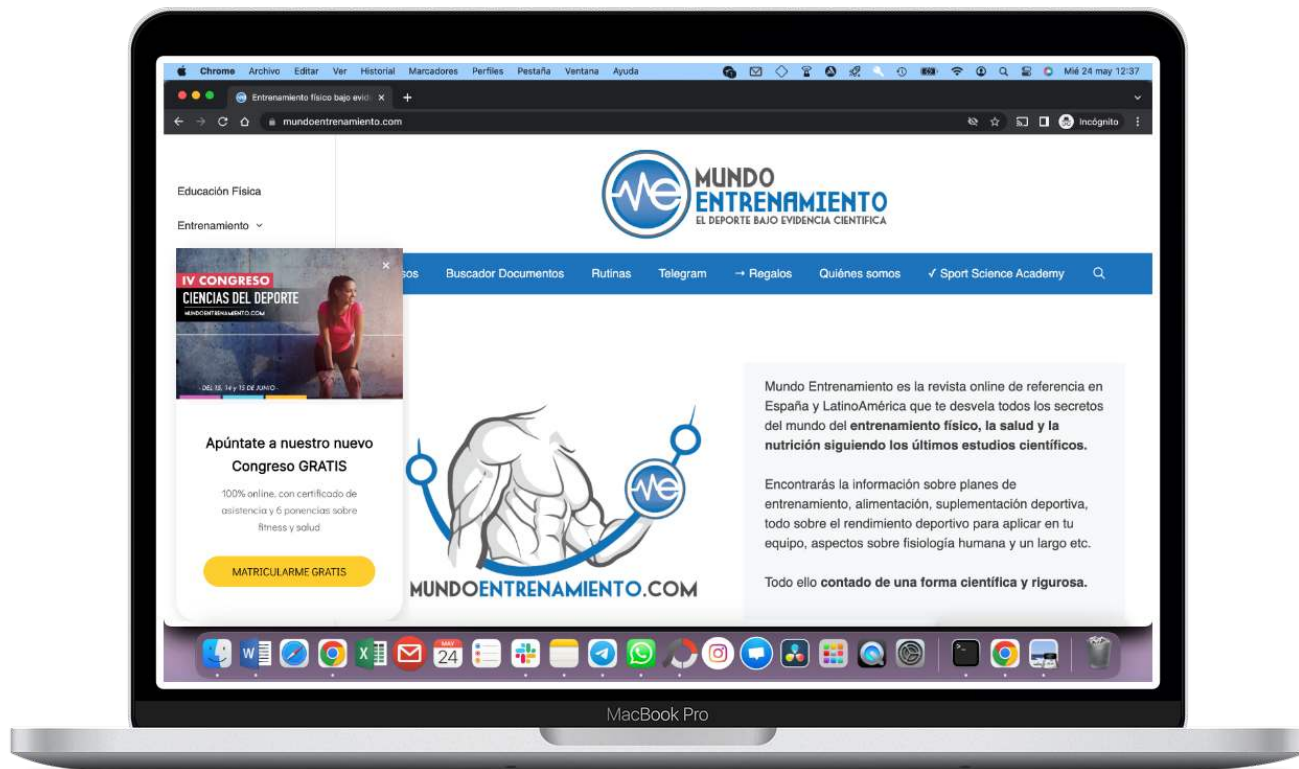 Chrome Archivo Editar Ver Historial Marcadores Perfiles Pestaña Ventana Ayuda
Mié 24 may 12:37
Entrenamiento físico bajo evid
mundoentrenamiento.com
Incógnito
Educación Física
Entrenamiento
MUNDO
ENTRENAMIENTO
EL DEPORTE BAJO EVIDENCIA CIENTIFICA
sos Buscador Documentos Rutinas Telegram → Regalos Quiénes somos ✓ Sport Science Academy
IV CONGRESO
CIENCIAS DEL DEPORTE
MUNDOENTRENAMIENTO.COM
- DEL 13, 14 y 15 DE JUNIO -
Apúntate a nuestro nuevo
Congreso GRATIS
100% online, con certificado de
asistencia y 6 ponencias sobre
fitness y salud
MATRICULARME GRATIS
MUNDOENTRENAMIENTO.COM
Mundo Entrenamiento es la revista online de referencia en
España y LatinoAmérica que te desvela todos los secretos
del mundo del entrenamiento físico, la salud y la
nutrición siguiendo los últimos estudios científicos.
Encontrarás la información sobre planes de
entrenamiento, alimentación, suplementación deportiva,
todo sobre el rendimiento deportivo para aplicar en tu
equipo, aspectos sobre fisiología humana y un largo etc.
Todo ello contado de una forma científica y rigurosa.
MAY
24
MacBook Pro